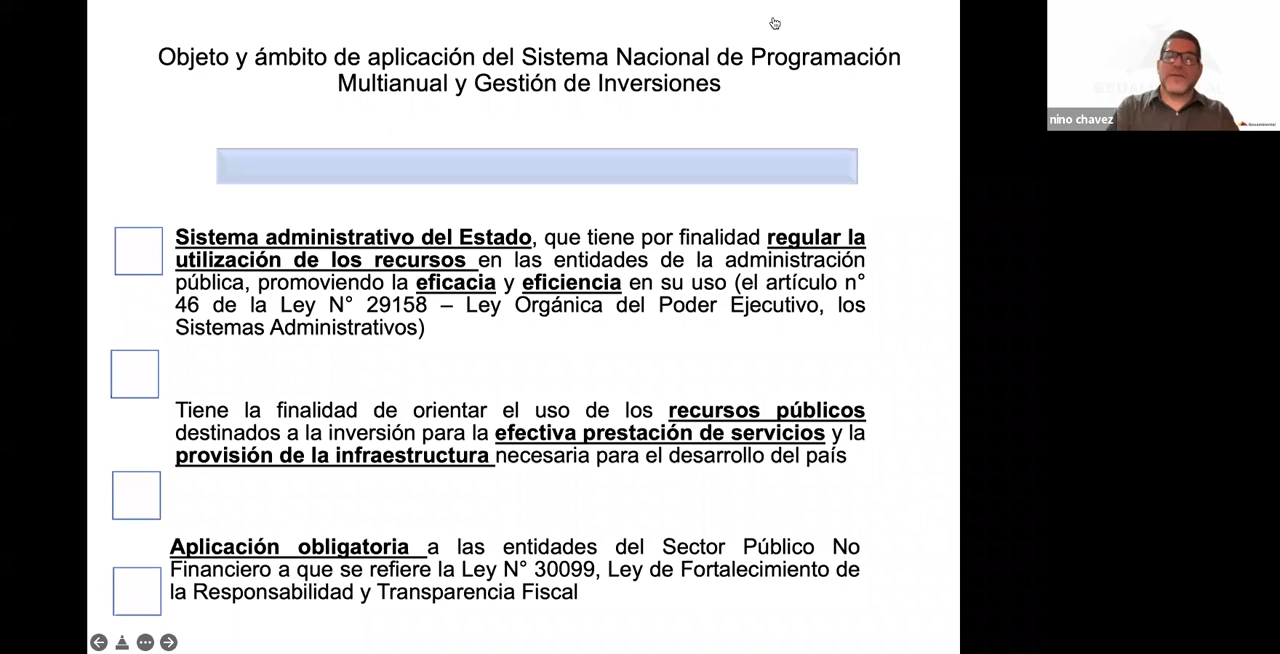 Objeto y ámbito de aplicación del Sistema Nacional de Programación
Multianual y Gestión de Inversiones
Sistema administrativo del Estado, que tiene por finalidad regular la
utilización de los recursos en las entidades de la administración
pública, promoviendo la eficacia y eficiencia en su uso (el artículo n°
46 de la Ley N° 29158 – Ley Orgánica del Poder Ejecutivo, los
Sistemas Administrativos)
Tiene la finalidad de orientar el uso de los recursos públicos
destinados a la inversión para la efectiva prestación de servicios y la
provisión de la infraestructura necesaria para el desarrollo del país
Aplicación obligatoria a las entidades del Sector Público No
Financiero a que se refiere la Ley N° 30099, Ley de Fortalecimiento de
la Responsabilidad y Transparencia Fiscal
nino chavez